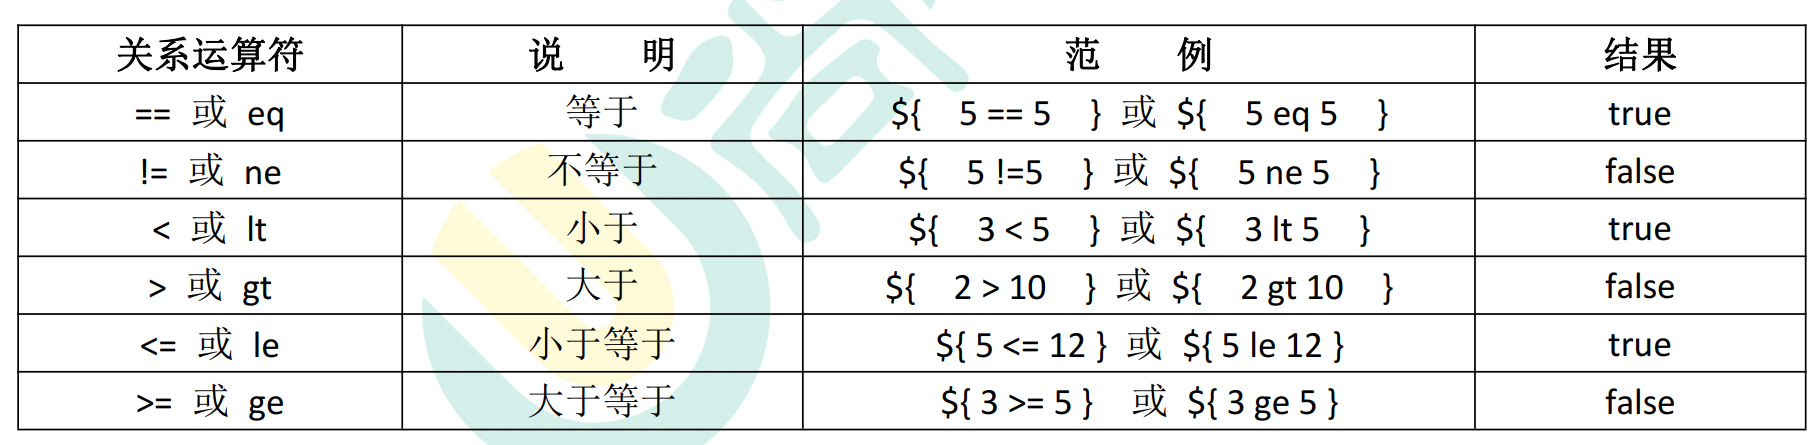 关系运算符 说 明 范 例 结果
== 或 eq 等于 ${ 5 == 5 } 或 ${ 5 eq 5 } true
!= 或 ne 不等于 ${ 5 !=5 } 或 ${ 5 ne 5 } false
< 或 lt 小于 ${ 3 < 5 } 或 ${ 3 lt 5 } true
> 或 gt 大于 ${ 2 > 10 } 或 ${ 2 gt 10 } false
<= 或 le 小于等于 ${ 5 <= 12 } 或 ${ 5 le 12 } true
>= 或 ge 大于等于 ${ 3 >= 5 } 或 ${ 3 ge 5 } false